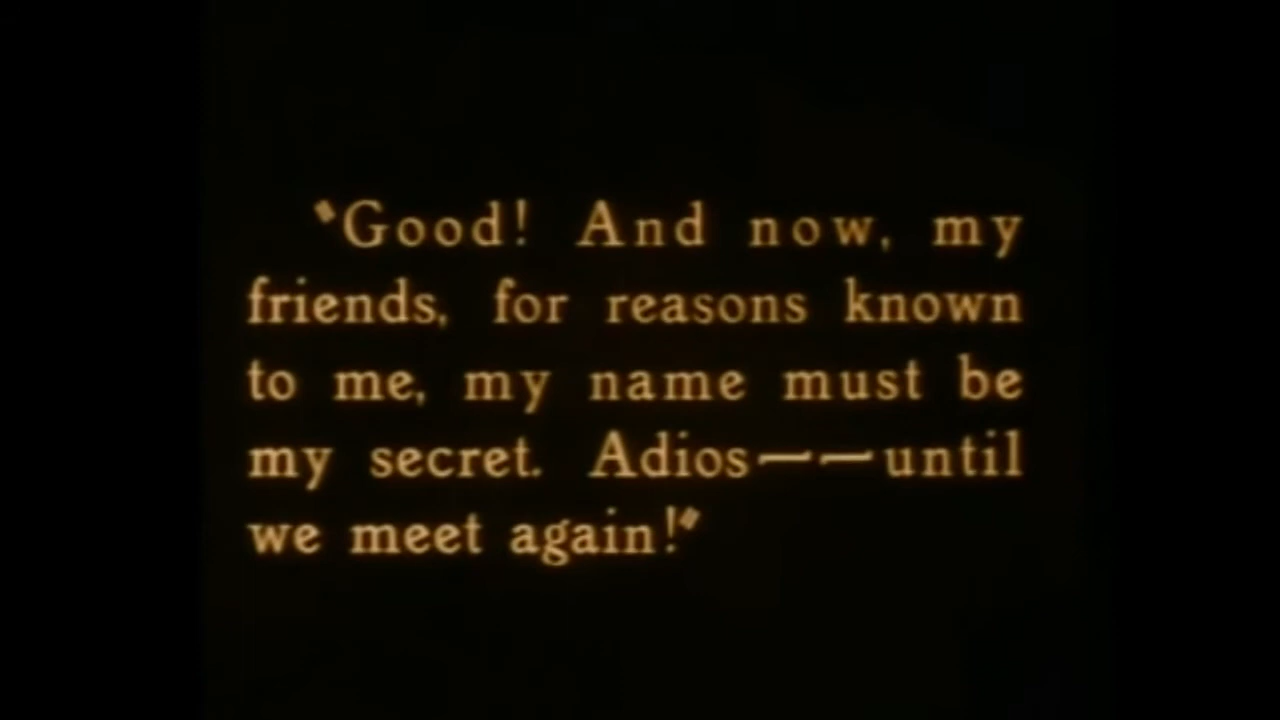 "Good! And now, my
friends, for reasons known
to me, my name must be
my secret. Adios——until
we meet again!"